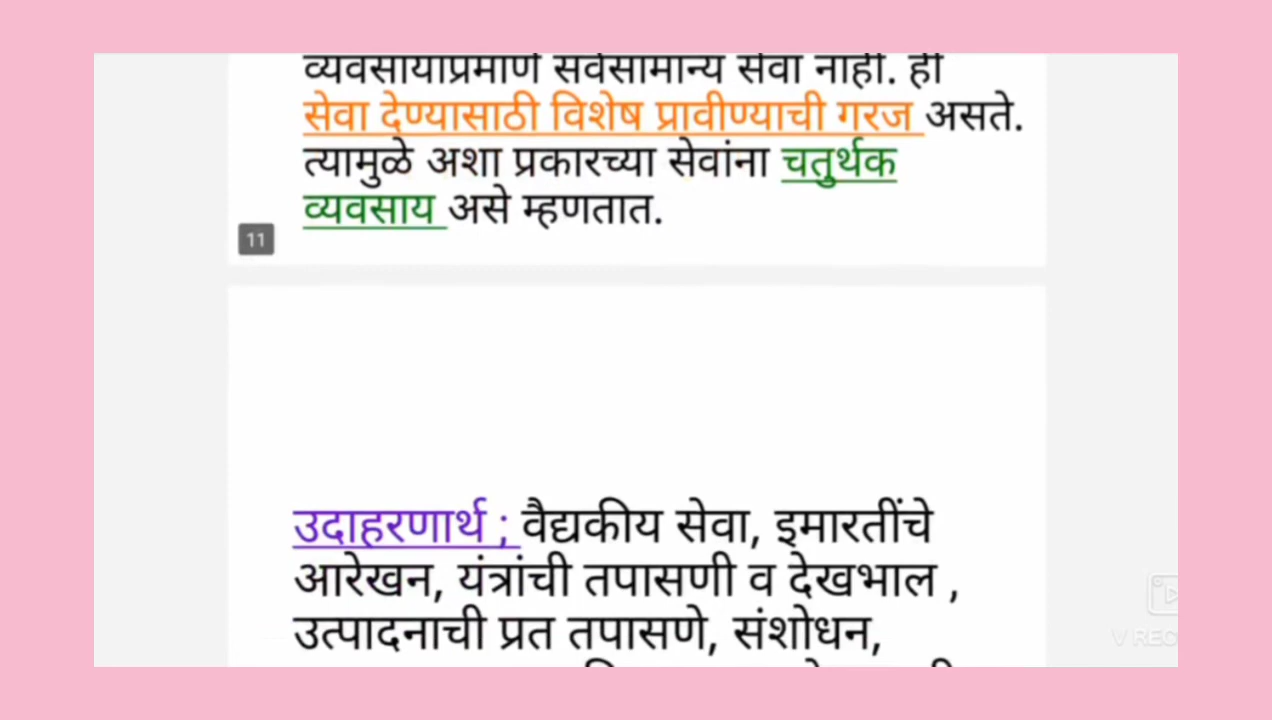 व्यवसायाप्रमाणे सर्वसामान्य सेवा नाही. ही
सेवा देण्यासाठी विशेष प्रावीण्याची गरज असते.
त्यामुळे अशा प्रकारच्या सेवांना चतुर्थक
व्यवसाय असे म्हणतात.
11
उदाहरणार्थ ; वैद्यकीय सेवा, इमारतींचे
आरेखन, यंत्रांची तपासणी व देखभाल ,
उत्पादनाची प्रत तपासणे, संशोधन,
V REC